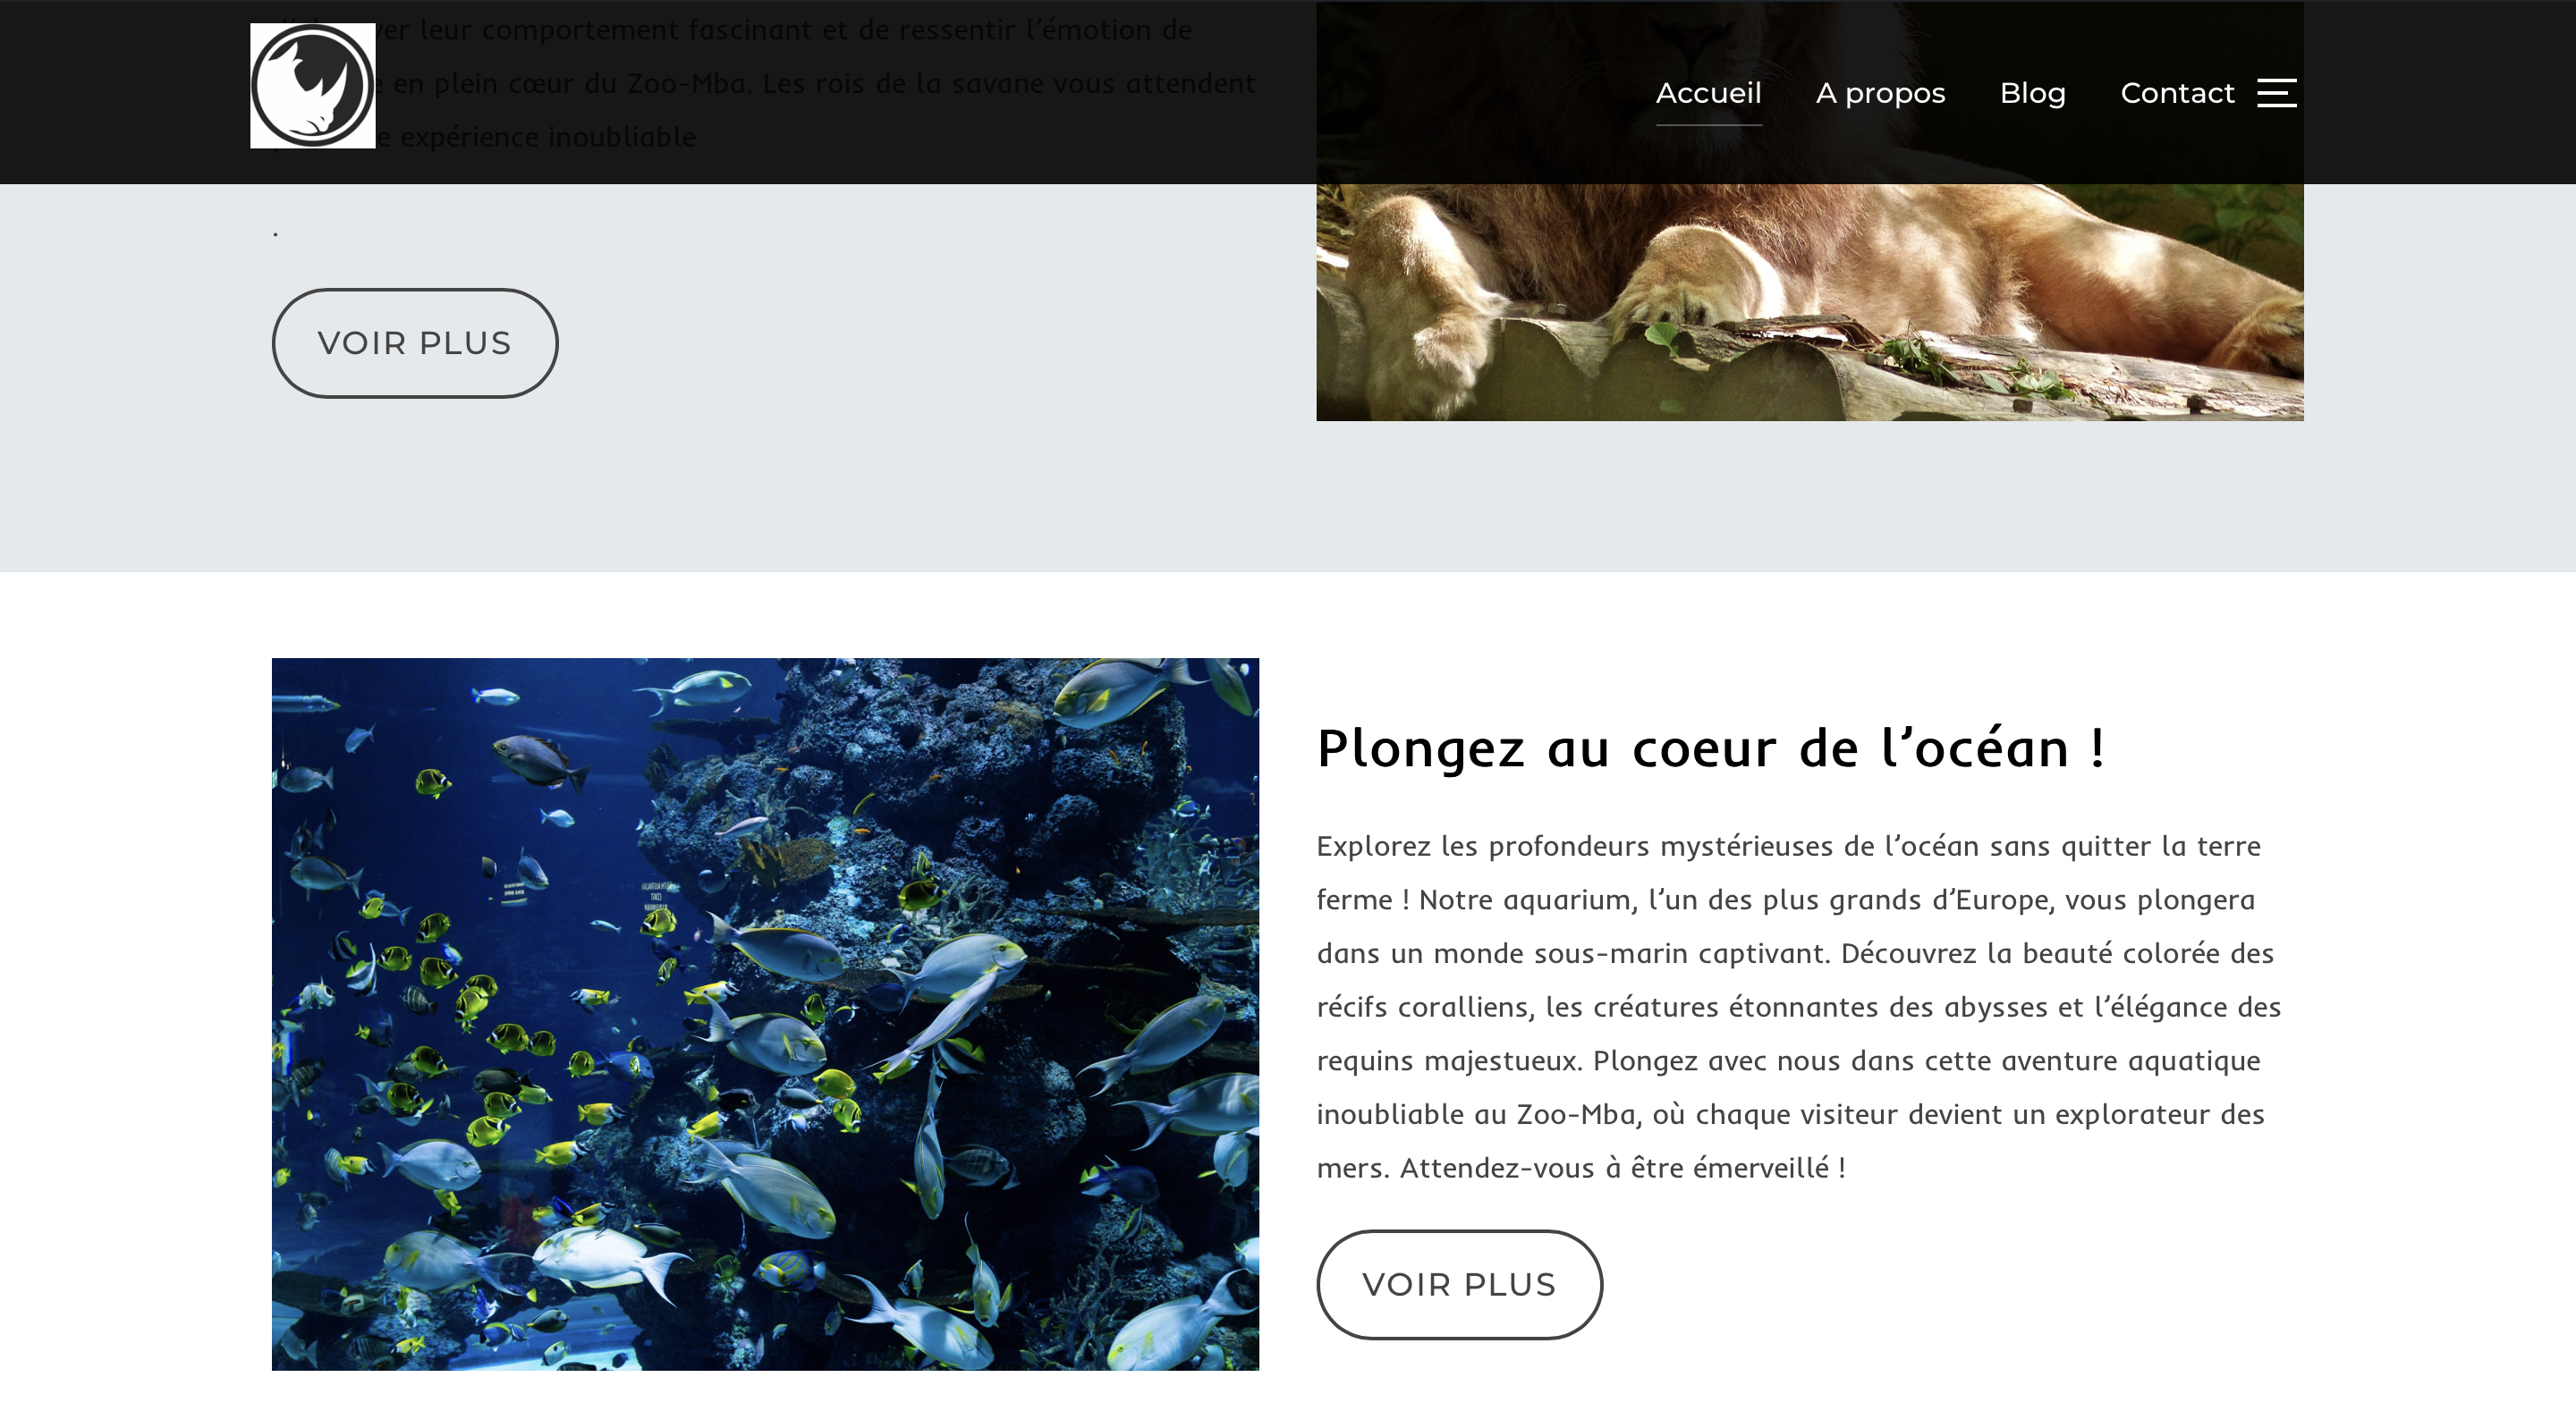 ver leur comportement fascinant et de ressentir l’émotion de
e en plein cœur du Zoo-Mba. Les rois de la savane vous attendent
e expérience inoubliable
Accueil A propos Blog Contact
.
VOIR PLUS
Plongez au coeur de l’océan !
Explorez les profondeurs mystérieuses de l’océan sans quitter la terre
ferme ! Notre aquarium, l’un des plus grands d’Europe, vous plongera
dans un monde sous-marin captivant. Découvrez la beauté colorée des
récifs coralliens, les créatures étonnantes des abysses et l’élégance des
requins majestueux. Plongez avec nous dans cette aventure aquatique
inoubliable au Zoo-Mba, où chaque visiteur devient un explorateur des
mers. Attendez-vous à être émerveillé !
VOIR PLUS